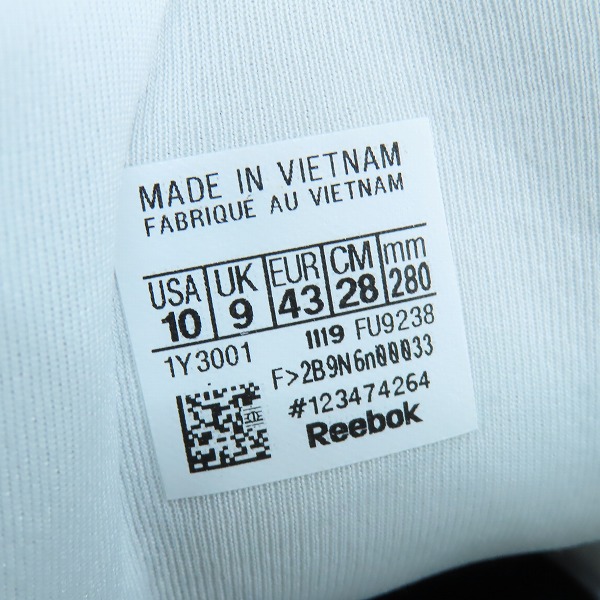 MADE IN VIETNAM
FABRIQUÉ AU VIETNAM
USA UK EUR CM mm
10 9 43 28 280
1Y3001 1119 FU9238
F>2B9N6n00033
#123474264
Reebok